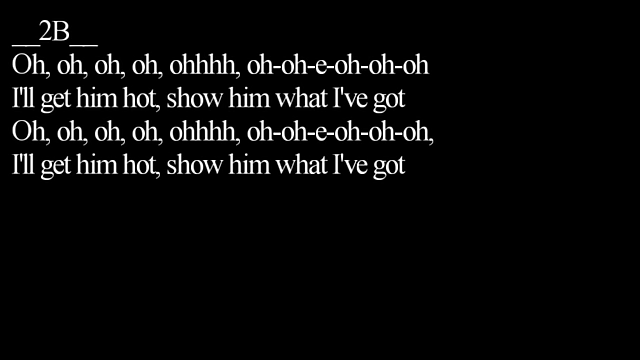 __2B__
Oh, oh, oh, oh, ohhhh, oh-oh-e-oh-oh-oh
I'll get him hot, show him what I've got
Oh, oh, oh, oh, ohhhh, oh-oh-e-oh-oh-oh,
I'll get him hot, show him what I've got